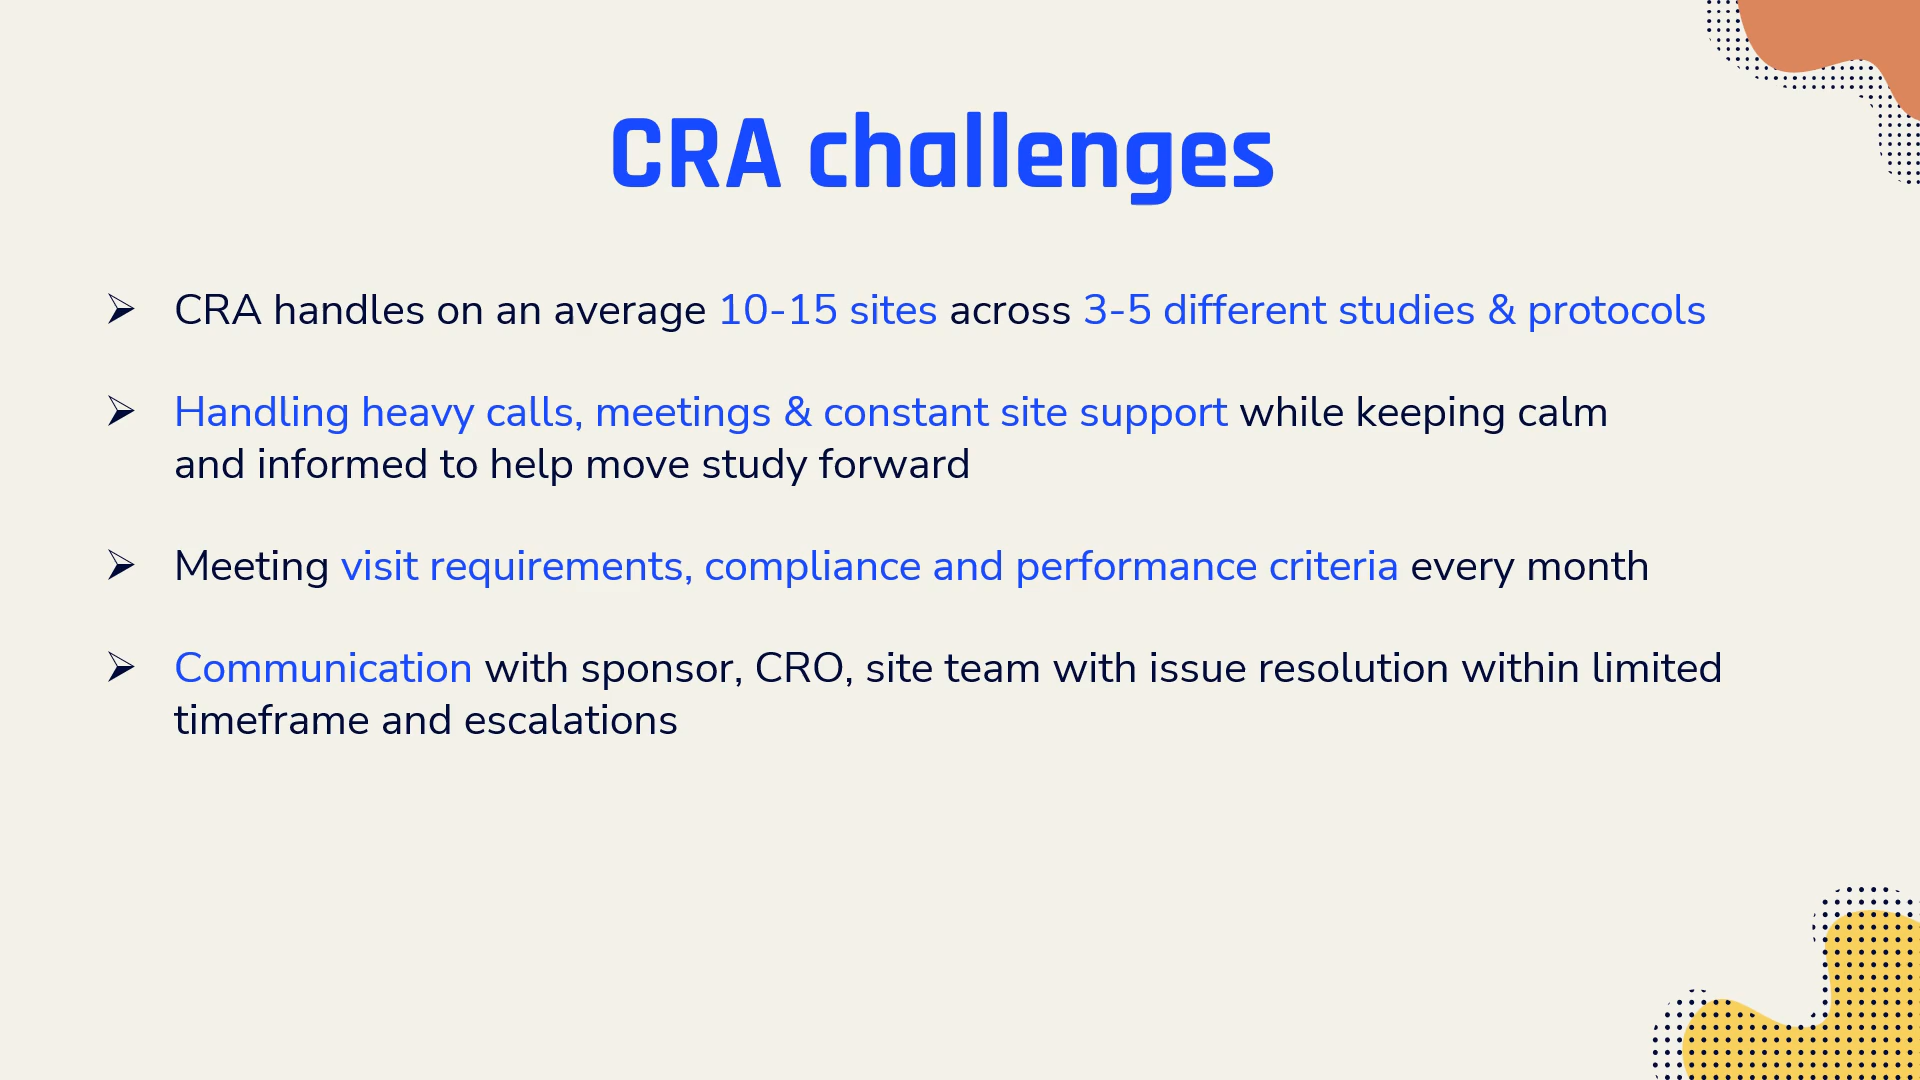 CRA challenges
➢ CRA handles on an average 10-15 sites across 3-5 different studies & protocols
➢ Handling heavy calls, meetings & constant site support while keeping calm
and informed to help move study forward
➢ Meeting visit requirements, compliance and performance criteria every month
➢ Communication with sponsor, CRO, site team with issue resolution within limited
timeframe and escalations